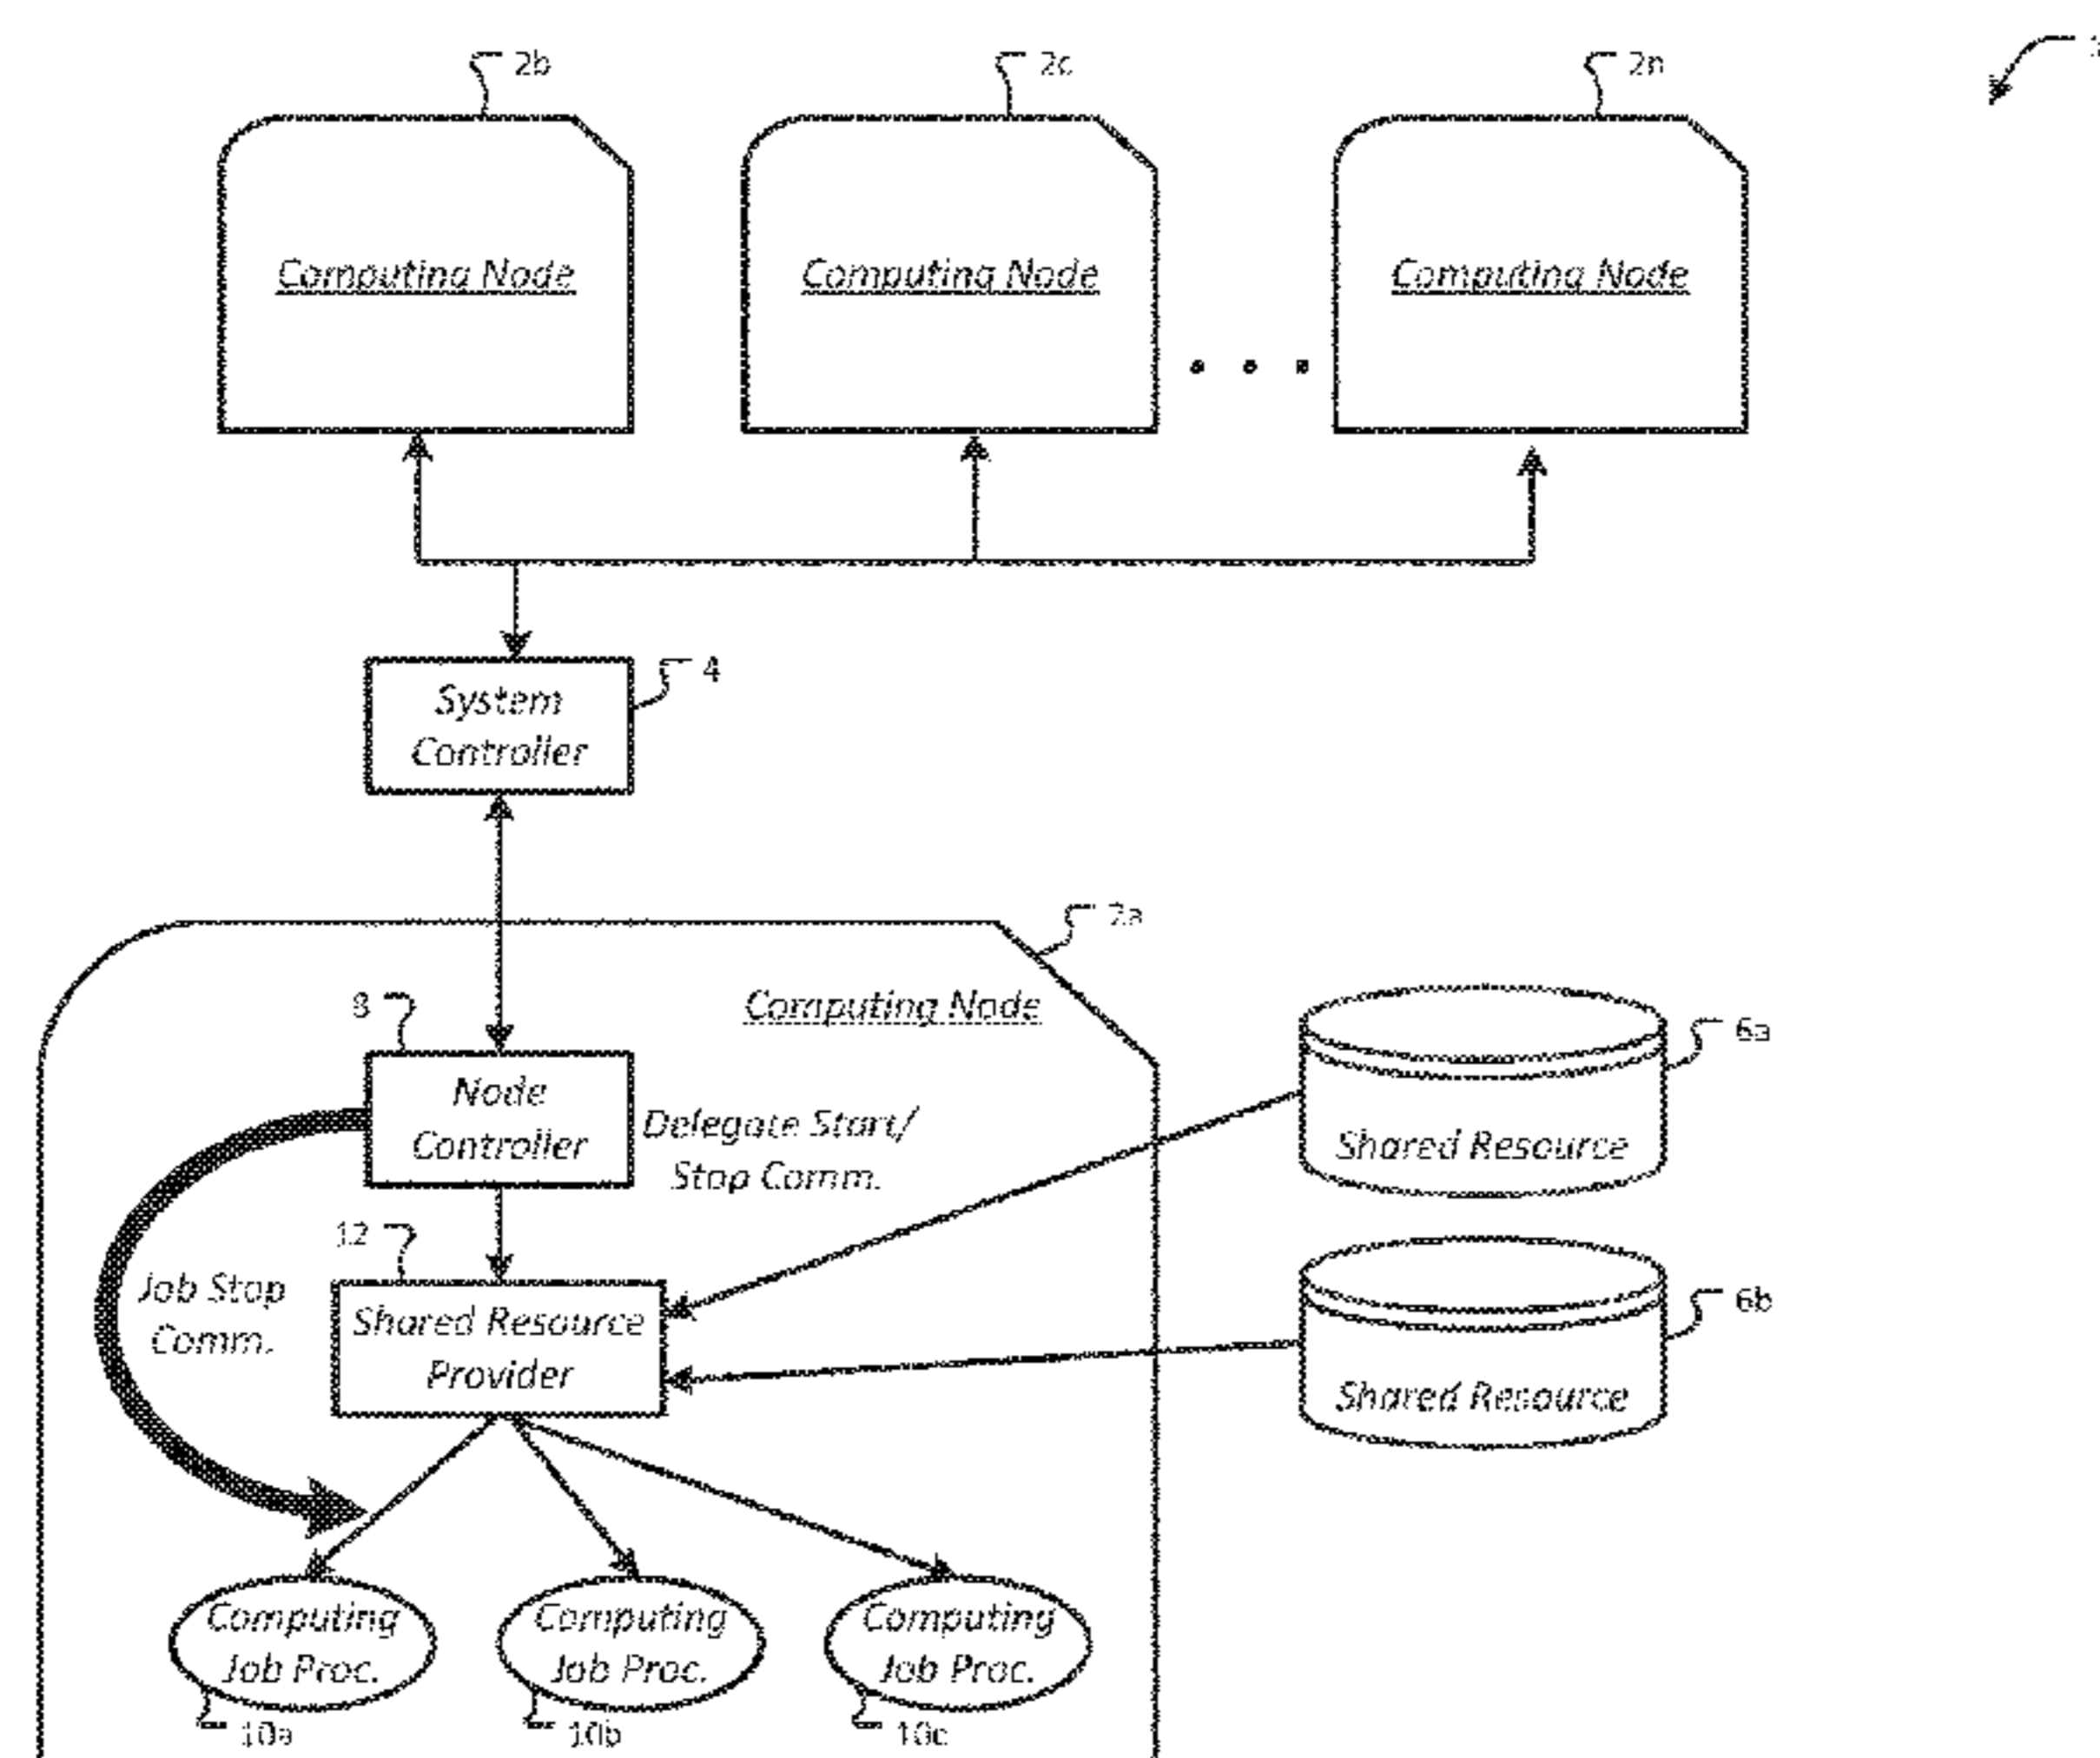 2b
2c
2n
Computing Node
Computing Node
Computing Node
System
Controller
4
2a
Computing Node
8
Node
Controller
Delegate Start/
Stop Comm.
6a
Shared Resource
12
Shared Resource
Provider
Job Stop
Comm.
6b
Shared Resource
Computing
Job Proc.
Computing
Job Proc.
Computing
Job Proc.
10a
10b
10c